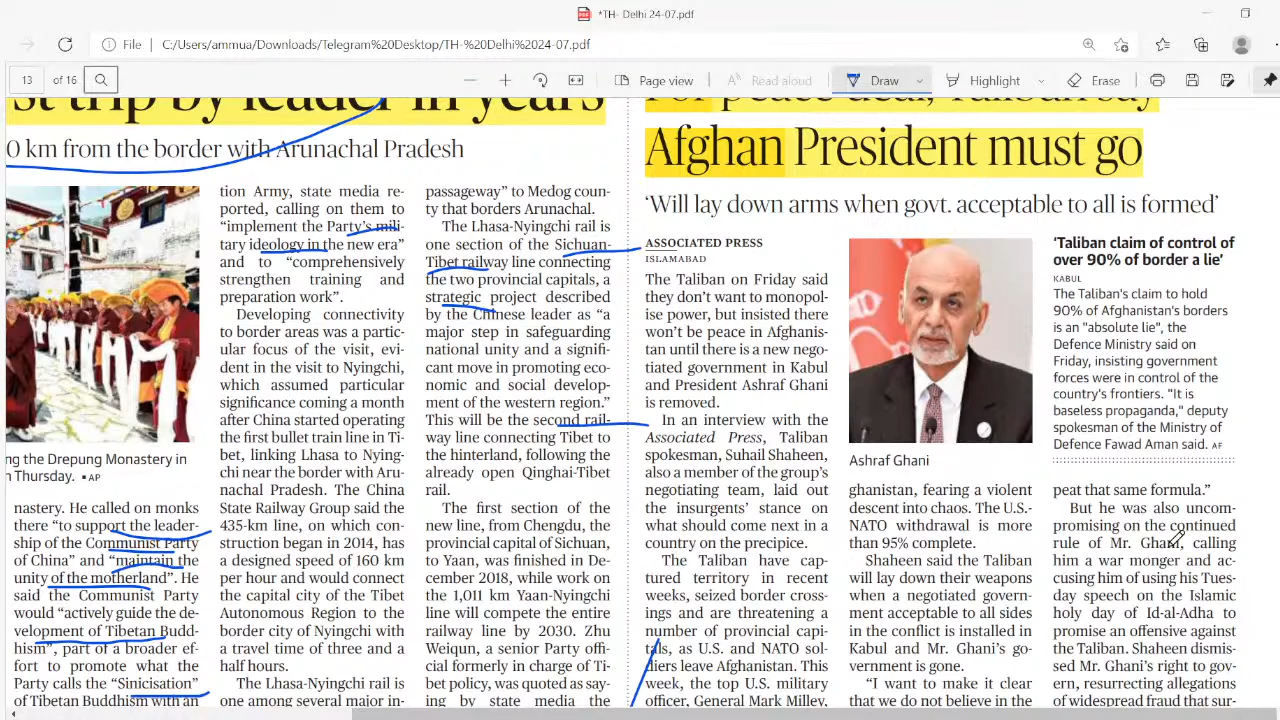 *TH- Delhi 24-07.pdf
File
C:/Users/ammua/Downloads/Telegram%20Desktop/TH-%20Delhi%2024-07.pdf
13 of 16
Page view
Read aloud
Draw
Highlight
Erase
st trip by leader in years
0 km from the border with Arunachal Pradesh
ng the Drepung Monastery in
n Thursday. ▪ AP
nastery. He called on monks
there “to support the leader-
ship of the Communist Party
of China” and “maintain the
unity of the motherland”. He
said the Communist Party
would “actively guide the de-
velopment of Tibetan Budd-
hism”, part of a broader ef-
fort to promote what the
Party calls the “Sinicisation”
of Tibetan Buddhism with an
tion Army, state media re-
ported, calling on them to
“implement the Party’s mili-
tary ideology in the new era”
and to “comprehensively
strengthen training and
preparation work”.
Developing connectivity
to border areas was a partic-
ular focus of the visit, evi-
dent in the visit to Nyingchi,
which assumed particular
significance coming a month
after China started operating
the first bullet train line in Ti-
bet, linking Lhasa to Nying-
chi near the border with Aru-
nachal Pradesh. The China
State Railway Group said the
435-km line, on which con-
struction began in 2014, has
a designed speed of 160 km
per hour and would connect
the capital city of the Tibet
Autonomous Region to the
border city of Nyingchi with
a travel time of three and a
half hours.
The Lhasa-Nyingchi rail is
one among several major in-
passageway” to Medog coun-
ty that borders Arunachal.
The Lhasa-Nyingchi rail is
one section of the Sichuan-
Tibet railway line connecting
the two provincial capitals, a
strategic project described
by the Chinese leader as “a
major step in safeguarding
national unity and a signifi-
cant move in promoting eco-
nomic and social develop-
ment of the western region.”
This will be the second rail-
way line connecting Tibet to
the hinterland, following the
already open Qinghai-Tibet
rail.
The first section of the
new line, from Chengdu, the
provincial capital of Sichuan,
to Yaan, was finished in De-
cember 2018, while work on
the 1,011 km Yaan-Nyingchi
line will compete the entire
railway line by 2030. Zhu
Weiqun, a senior Party offi-
cial formerly in charge of Ti-
bet policy, was quoted as say-
ing by state media the
For peace deal, Taliban say
Afghan President must go
‘Will lay down arms when govt. acceptable to all is formed’
ASSOCIATED PRESS
ISLAMABAD
The Taliban on Friday said
they don’t want to monopol-
ise power, but insisted there
won’t be peace in Afghanis-
tan until there is a new nego-
tiated government in Kabul
and President Ashraf Ghani
is removed.
In an interview with the
Associated Press, Taliban
spokesman, Suhail Shaheen,
also a member of the group’s
negotiating team, laid out
the insurgents’ stance on
what should come next in a
country on the precipice.
The Taliban have cap-
tured territory in recent
weeks, seized border cross-
ings and are threatening a
number of provincial capi-
tals, as U.S. and NATO sol-
diers leave Afghanistan. This
week, the top U.S. military
officer, General Mark Milley,
Ashraf Ghani
ghanistan, fearing a violent
descent into chaos. The U.S.-
NATO withdrawal is more
than 95% complete.
Shaheen said the Taliban
will lay down their weapons
when a negotiated govern-
ment acceptable to all sides
in the conflict is installed in
Kabul and Mr. Ghani’s go-
vernment is gone.
“I want to make it clear
that we do not believe in the
‘Taliban claim of control of
over 90% of border a lie’
KABUL
The Taliban's claim to hold
90% of Afghanistan's borders
is an "absolute lie", the
Defence Ministry said on
Friday, insisting government
forces were in control of the
country's frontiers. "It is
baseless propaganda," deputy
spokesman of the Ministry of
Defence Fawad Aman said. AF
peat that same formula.”
But he was also uncom-
promising on the continued
rule of Mr. Ghani, calling
him a war monger and ac-
cusing him of using his Tues-
day speech on the Islamic
holy day of Id-al-Adha to
promise an offensive against
the Taliban. Shaheen dismis-
sed Mr. Ghani’s right to gov-
ern, resurrecting allegations
of widespread fraud that sur-